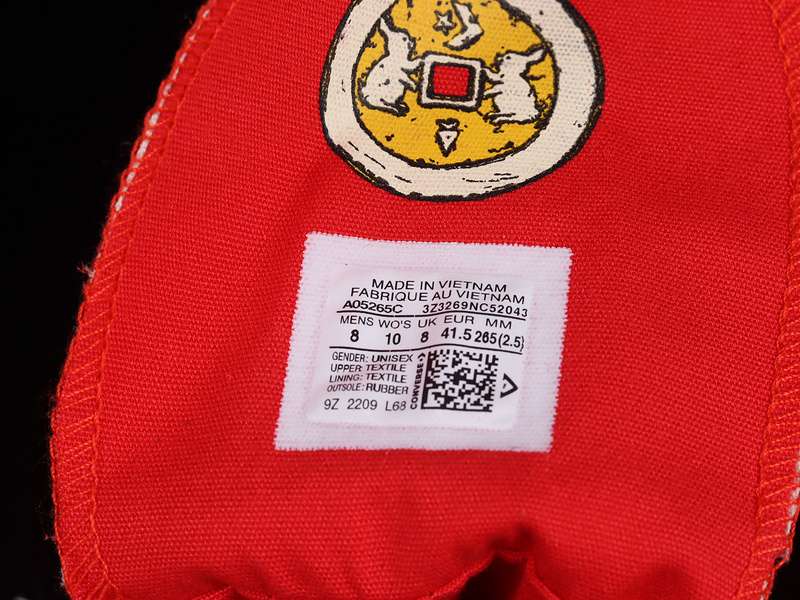 MADE IN VIETNAM
FABRIQUE AU VIETNAM
A05265C 3Z3269NC52043
MENS WO'S UK EUR MM
8 10 8 41.5 265(2.5)
GENDER: UNISEX
UPPER: TEXTILE
LINING: TEXTILE
OUTSOLE: RUBBER
CONVERSE
9Z 2209 L68